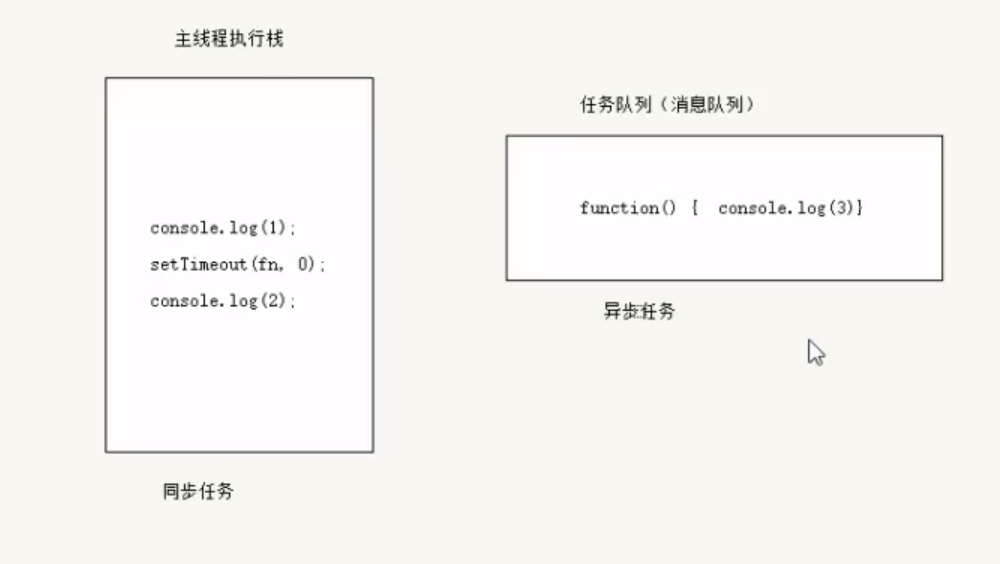 主线程执行栈
console.log(1);
setTimeout(fn, 0);
console.log(2);
同步任务
任务队列（消息队列）
function() {  console.log(3)}
异步任务